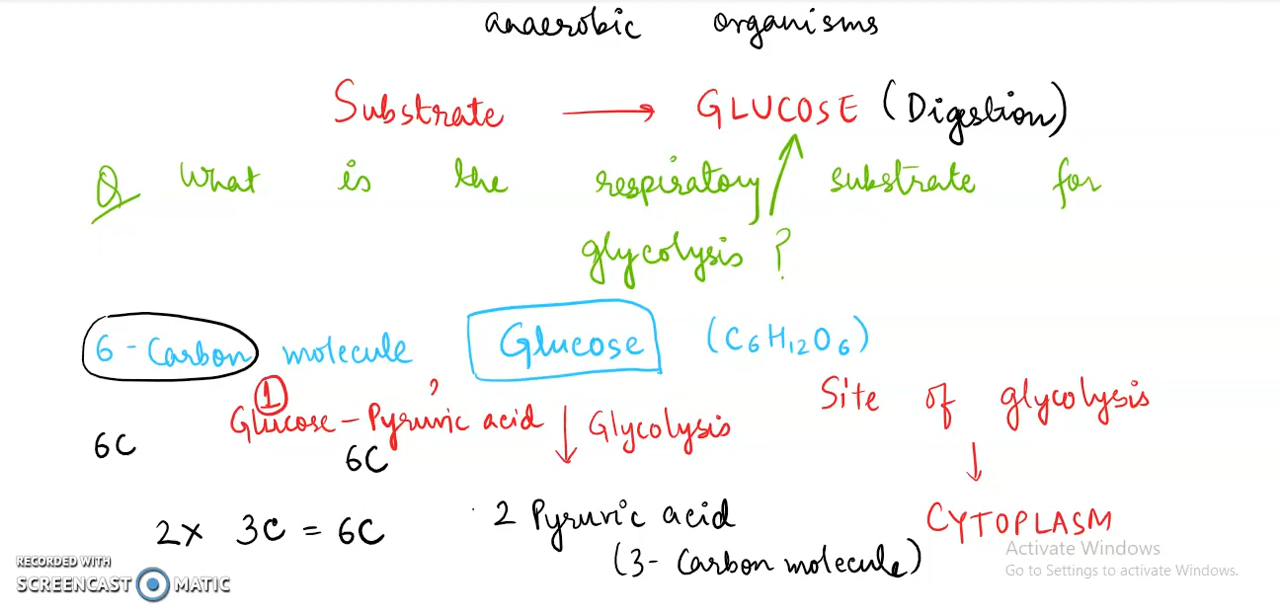 anaerobic organisms
Substrate → GLUCOSE (Digestion)
Q What is the respiratory substrate for
glycolysis ?
6 - Carbon molecule Glucose (C6H12O6)
1 ?
Glucose - Pyruvic acid ↓ Glycolysis
Site of glycolysis
↓
6C 6C
2 Pyruvic acid
CYTOPLASM
2x 3C = 6C
(3- Carbon molecule)
Activate Windows
Go to Settings to activate Windows.
RECORDED WITH
SCREENCAST MATIC